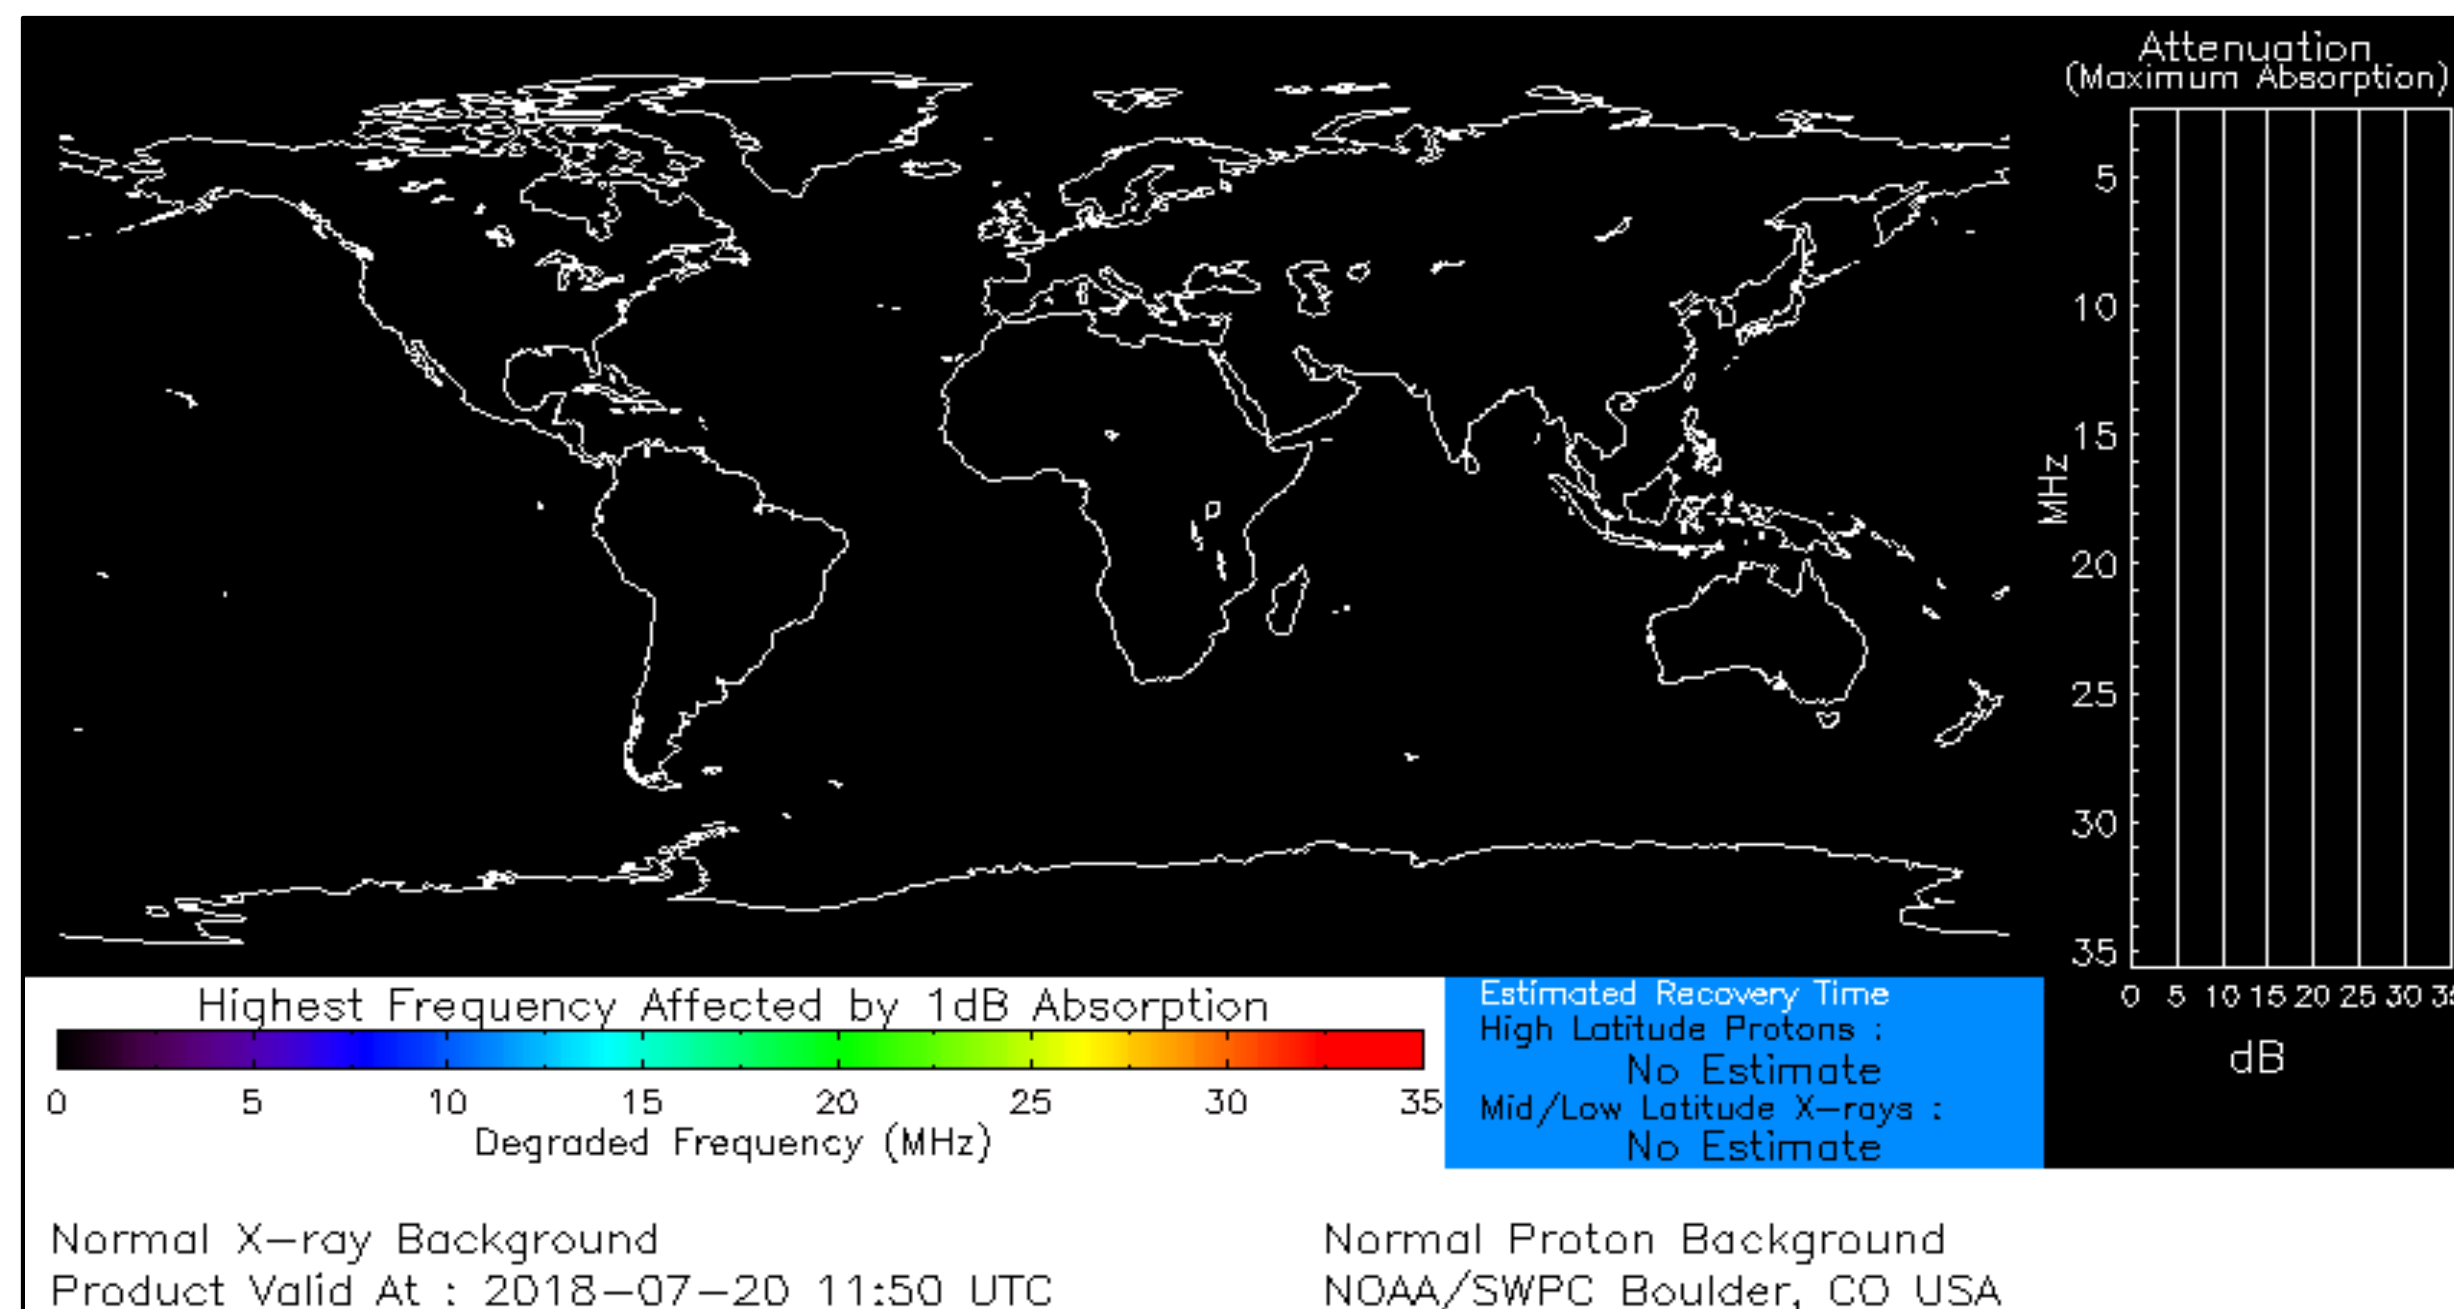 Attenuation
(Maximum Absorption)
5
10
15
20
25
30
35
MHz
0 5 10 15 20 25 30
dB
Highest Frequency Affected by 1dB Absorption
0 5 10 15 20 25 30 35
Degraded Frequency (MHz)
Estimated Recovery Time
High Latitude Protons :
No Estimate
Mid/Low Latitude X-rays :
No Estimate
Normal X-ray Background
Normal Proton Background
Product Valid At : 2018-07-20 11:50 UTC
NOAA/SWPC Boulder, CO USA